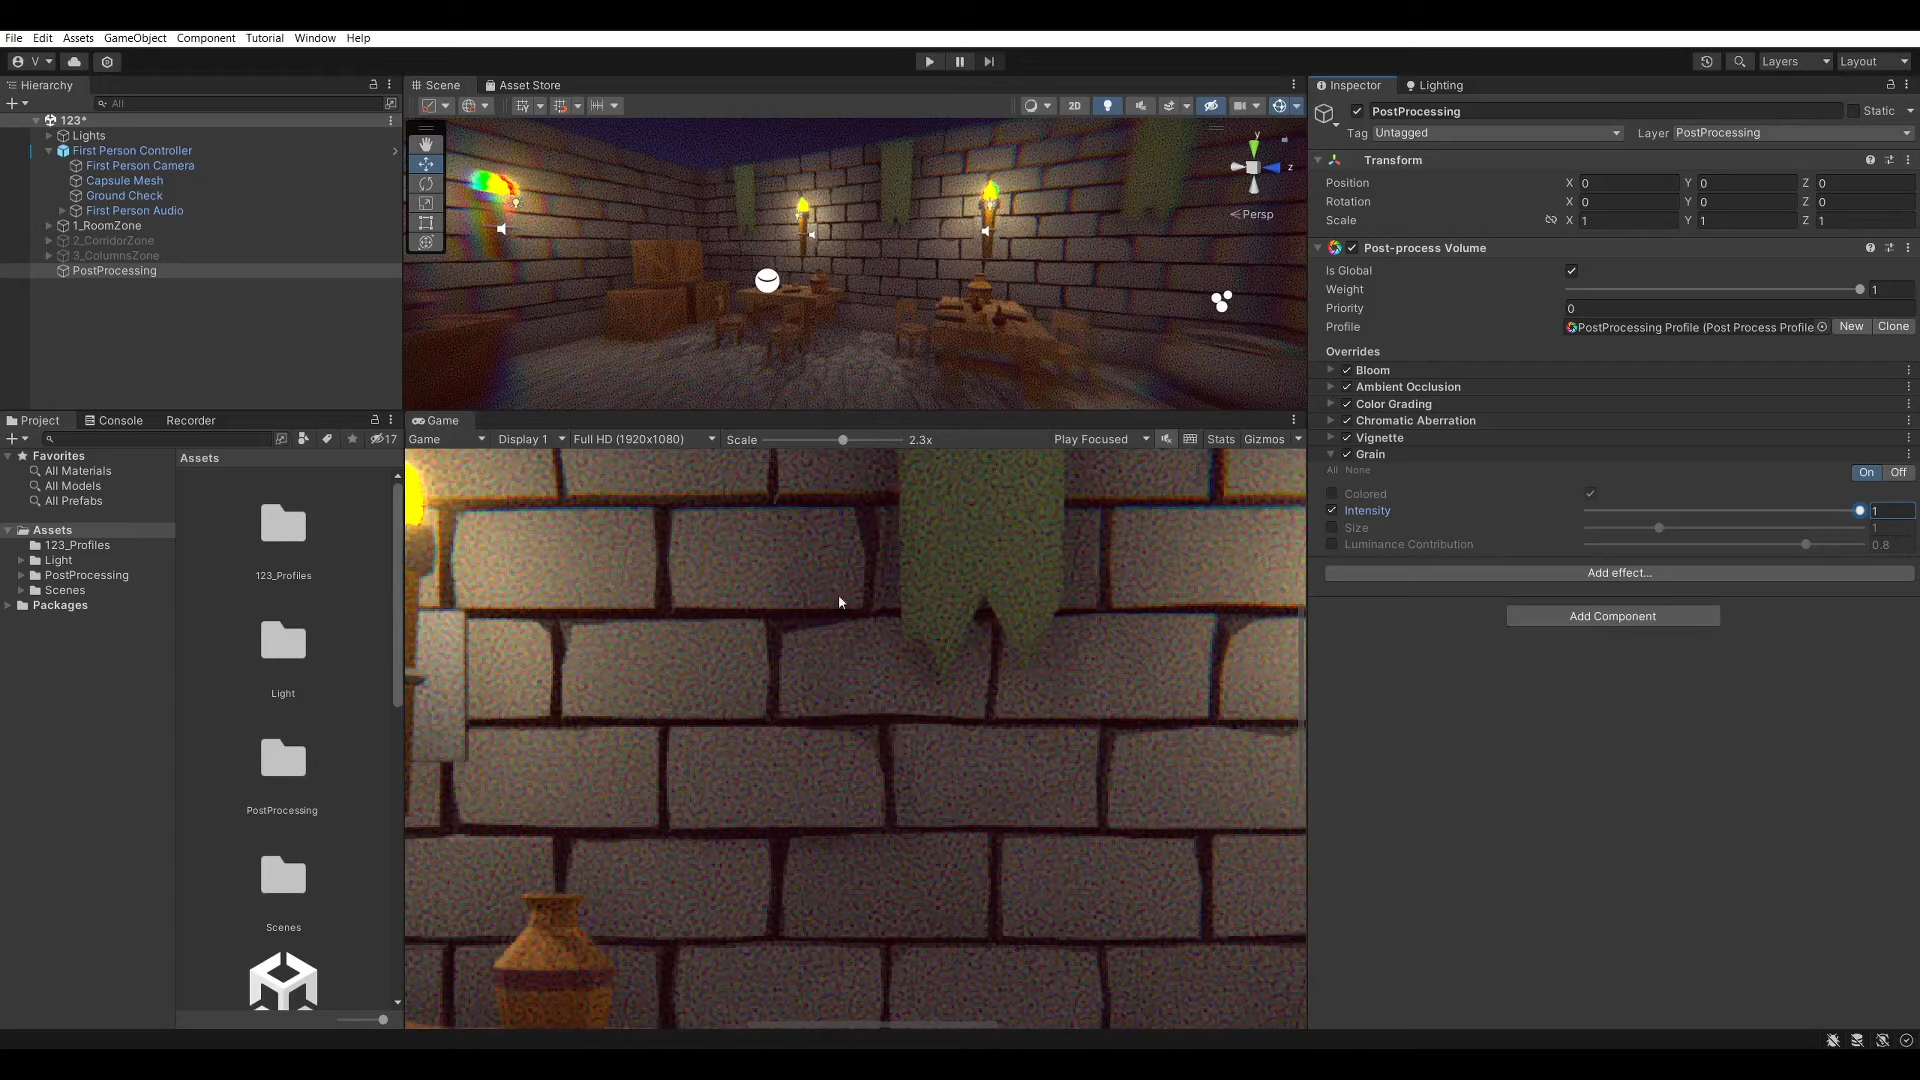 File Edit Assets GameObject Component Tutorial Window Help
V Layers Layout
Hierarchy
All
123*
Lights
First Person Controller
First Person Camera
Capsule Mesh
Ground Check
First Person Audio
1_RoomZone
2_CorridorZone
3_ColumnsZone
PostProcessing
Scene Asset Store
2D
y
z
Persp
Project Console Recorder
17
Favorites
All Materials
All Models
All Prefabs
Assets
123_Profiles
Light
PostProcessing
Scenes
Packages
Assets
123_Profiles
Light
PostProcessing
Scenes
Game
Game Display 1 Full HD (1920x1080) Scale 2.3x Play Focused Stats Gizmos
Inspector Lighting
PostProcessing Static
Tag Untagged Layer PostProcessing
Transform
Position X 0 Y 0 Z 0
Rotation X 0 Y 0 Z 0
Scale X 1 Y 1 Z 1
Post-process Volume
Is Global
Weight 1
Priority 0
Profile PostProcessing Profile (Post Process Profile New Clone
Overrides
Bloom
Ambient Occlusion
Color Grading
Chromatic Aberration
Vignette
Grain
All None On Off
Colored
Intensity 1
Size 1
Luminance Contribution 0.8
Add effect...
Add Component